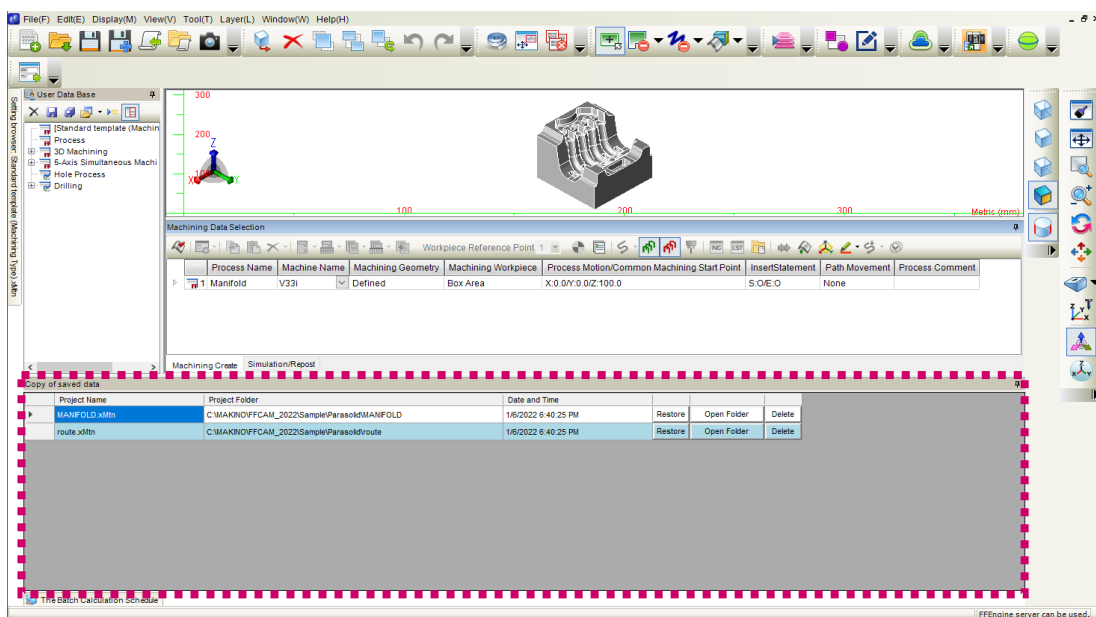 File(F) Edit(E) Display(M) View(V) Tool(T) Layer(L) Window(W) Help(H)
Setting browser: Standard template (Machining Type).xMtn
User Data Base
[Standard template (Machin
Process
3D Machining
5-Axis Simultaneous Machi
Hole Process
Drilling
300
200
Z
X
Y
100 200 300 Metric (mm)
Machining Data Selection
Workpiece Reference Point 1
NC LST
Process Name Machine Name Machining Geometry Machining Workpiece Process Motion/Common Machining Start Point InsertStatement Path Movement Process Comment
1 Manifold V33i Defined Box Area X:0.0/Y:0.0/Z:100.0 S:O/E:O None
Machining Create Simulation/Repost
Copy of saved data
Project Name Project Folder Date and Time
MANIFOLD.xMtn C:\MAKINO\FFCAM_2022\Sample\Parasolid\MANIFOLD 1/6/2022 6:40:25 PM Restore Open Folder Delete
route.xMtn C:\MAKINO\FFCAM_2022\Sample\Parasolid\route 1/6/2022 6:40:25 PM Restore Open Folder Delete
The Batch Calculation Schedule
FFEngine server can be used.